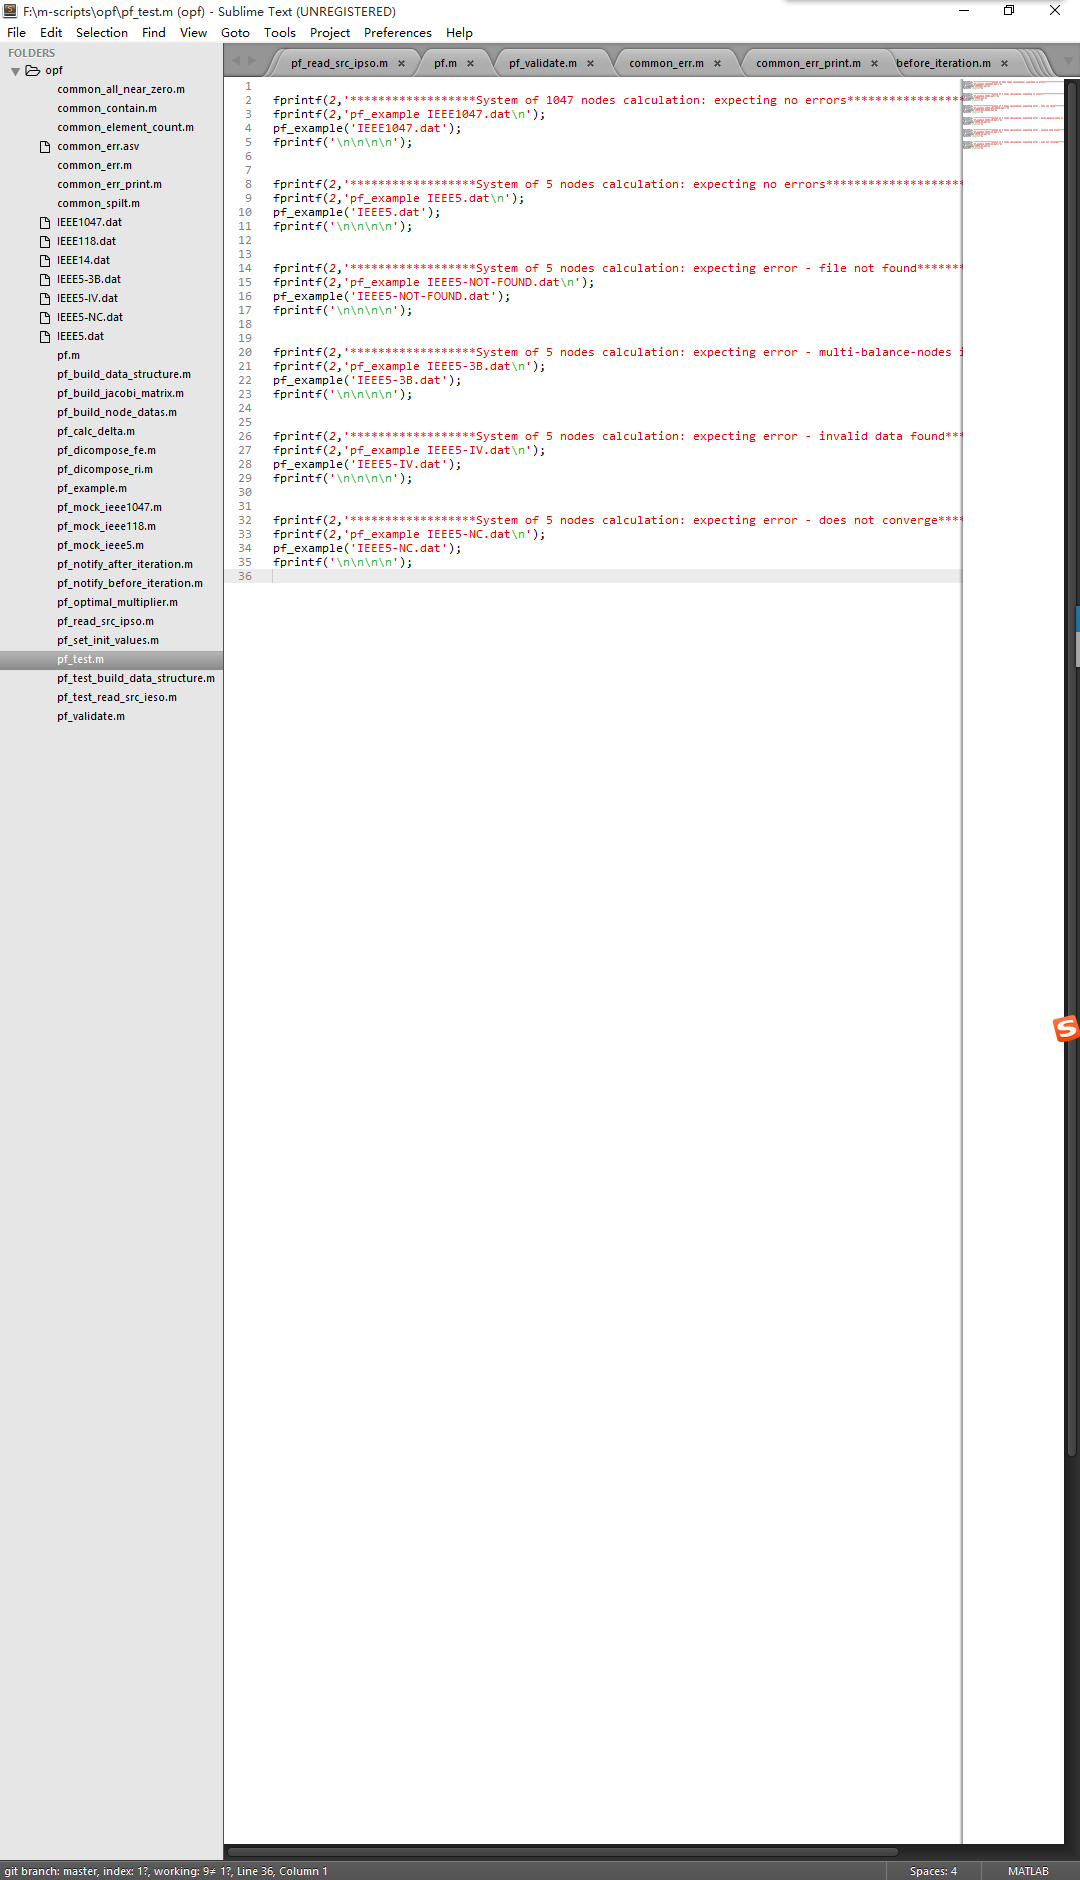 F:\m-scripts\opf\pf_test.m (opf) - Sublime Text (UNREGISTERED)
File Edit Selection Find View Goto Tools Project Preferences Help
FOLDERS
opf
common_all_near_zero.m
common_contain.m
common_element_count.m
common_err.asv
common_err.m
common_err_print.m
common_spilt.m
IEEE1047.dat
IEEE118.dat
IEEE14.dat
IEEE5-3B.dat
IEEE5-IV.dat
IEEE5-NC.dat
IEEE5.dat
pf.m
pf_build_data_structure.m
pf_build_jacobi_matrix.m
pf_build_node_datas.m
pf_calc_delta.m
pf_dicompose_fe.m
pf_dicompose_ri.m
pf_example.m
pf_mock_ieee1047.m
pf_mock_ieee118.m
pf_mock_ieee5.m
pf_notify_after_iteration.m
pf_notify_before_iteration.m
pf_optimal_multiplier.m
pf_read_src_ipso.m
pf_set_init_values.m
pf_test.m
pf_test_build_data_structure.m
pf_test_read_src_ieso.m
pf_validate.m
pf_read_src_ipso.m × pf.m × pf_validate.m × common_err.m × common_err_print.m × before_iteration.m ×
1
2 fprintf(2,'******************System of 1047 nodes calculation: expecting no errors*****************
3 fprintf(2,'pf_example IEEE1047.dat\n');
4 pf_example('IEEE1047.dat');
5 fprintf('\n\n\n\n');
6
7
8 fprintf(2,'******************System of 5 nodes calculation: expecting no errors********************
9 fprintf(2,'pf_example IEEE5.dat\n');
10 pf_example('IEEE5.dat');
11 fprintf('\n\n\n\n');
12
13
14 fprintf(2,'******************System of 5 nodes calculation: expecting error - file not found*******
15 fprintf(2,'pf_example IEEE5-NOT-FOUND.dat\n');
16 pf_example('IEEE5-NOT-FOUND.dat');
17 fprintf('\n\n\n\n');
18
19
20 fprintf(2,'******************System of 5 nodes calculation: expecting error - multi-balance-nodes i
21 fprintf(2,'pf_example IEEE5-3B.dat\n');
22 pf_example('IEEE5-3B.dat');
23 fprintf('\n\n\n\n');
24
25
26 fprintf(2,'******************System of 5 nodes calculation: expecting error - invalid data found***
27 fprintf(2,'pf_example IEEE5-IV.dat\n');
28 pf_example('IEEE5-IV.dat');
29 fprintf('\n\n\n\n');
30
31
32 fprintf(2,'******************System of 5 nodes calculation: expecting error - does not converge****
33 fprintf(2,'pf_example IEEE5-NC.dat\n');
34 pf_example('IEEE5-NC.dat');
35 fprintf('\n\n\n\n');
36
git branch: master, index: 1?, working: 9≠ 1?, Line 36, Column 1
Spaces: 4
MATLAB